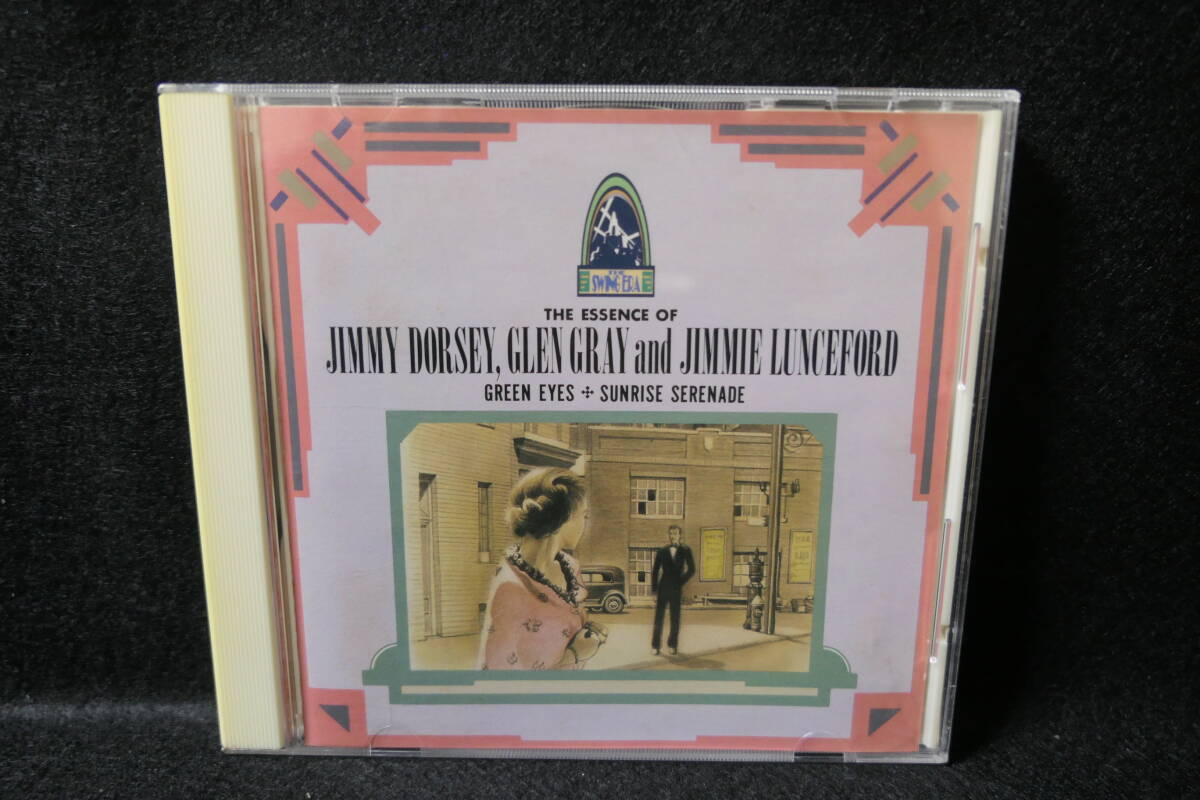 THE
SWING ERA
THE ESSENCE OF
JIMMY DORSEY, GLEN GRAY and JIMMIE LUNCEFORD
GREEN EYES ✣ SUNRISE SERENADE